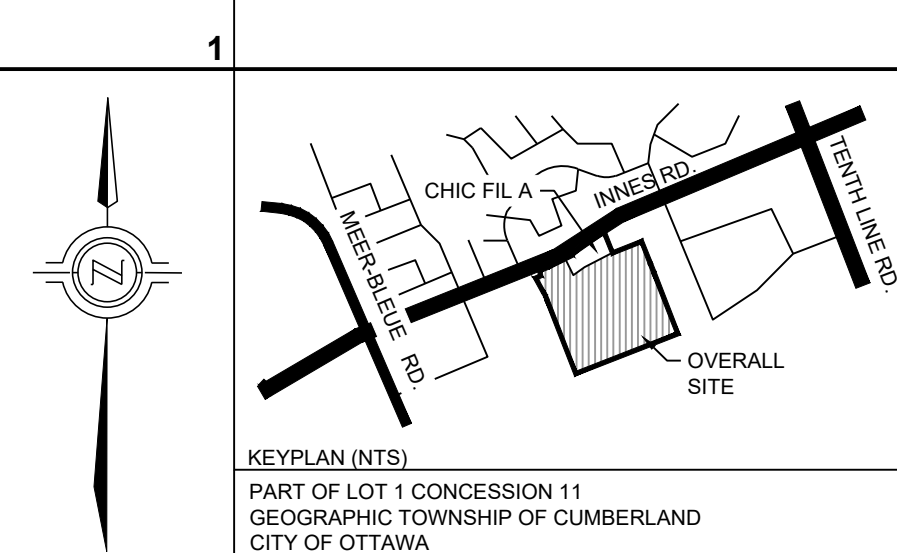 1
N
CHIC FIL A
INNES RD.
MEER-BLEUE RD.
TENTH LINE RD.
OVERALL
SITE
KEYPLAN (NTS)
PART OF LOT 1 CONCESSION 11
GEOGRAPHIC TOWNSHIP OF CUMBERLAND
CITY OF OTTAWA